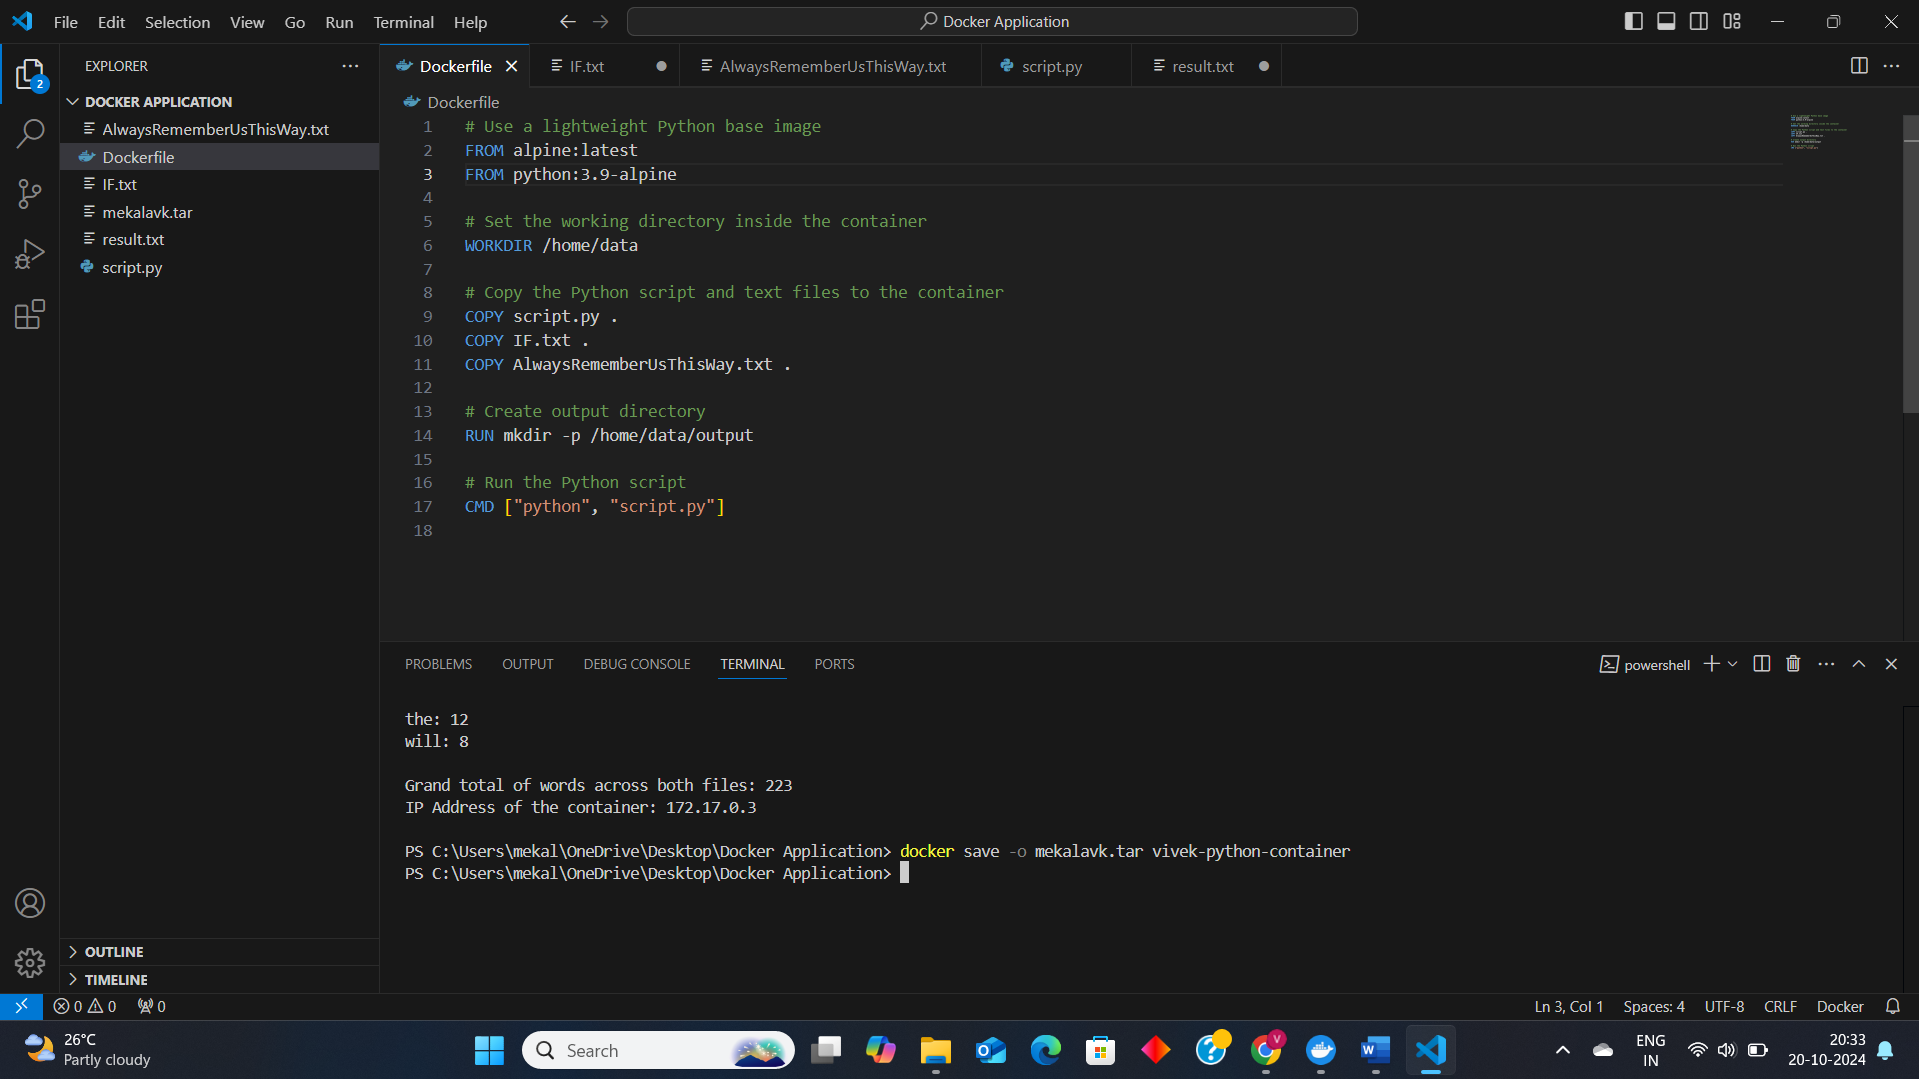 File Edit Selection View Go Run Terminal Help
Docker Application
EXPLORER
DOCKER APPLICATION
AlwaysRememberUsThisWay.txt
Dockerfile
IF.txt
mekalavk.tar
result.txt
script.py
OUTLINE
TIMELINE
2
Dockerfile IF.txt AlwaysRememberUsThisWay.txt script.py result.txt
Dockerfile
1 # Use a lightweight Python base image
2 FROM alpine:latest
3 FROM python:3.9-alpine
4
5 # Set the working directory inside the container
6 WORKDIR /home/data
7
8 # Copy the Python script and text files to the container
9 COPY script.py .
10 COPY IF.txt .
11 COPY AlwaysRememberUsThisWay.txt .
12
13 # Create output directory
14 RUN mkdir -p /home/data/output
15
16 # Run the Python script
17 CMD ["python", "script.py"]
18
PROBLEMS OUTPUT DEBUG CONSOLE TERMINAL PORTS
powershell
the: 12
will: 8
Grand total of words across both files: 223
IP Address of the container: 172.17.0.3
PS C:\Users\mekal\OneDrive\Desktop\Docker Application> docker save -o mekalavk.tar vivek-python-container
PS C:\Users\mekal\OneDrive\Desktop\Docker Application>
0 0 0
Ln 3, Col 1 Spaces: 4 UTF-8 CRLF Docker
26°C
Partly cloudy
Search
V
ENG
IN
20:33
20-10-2024